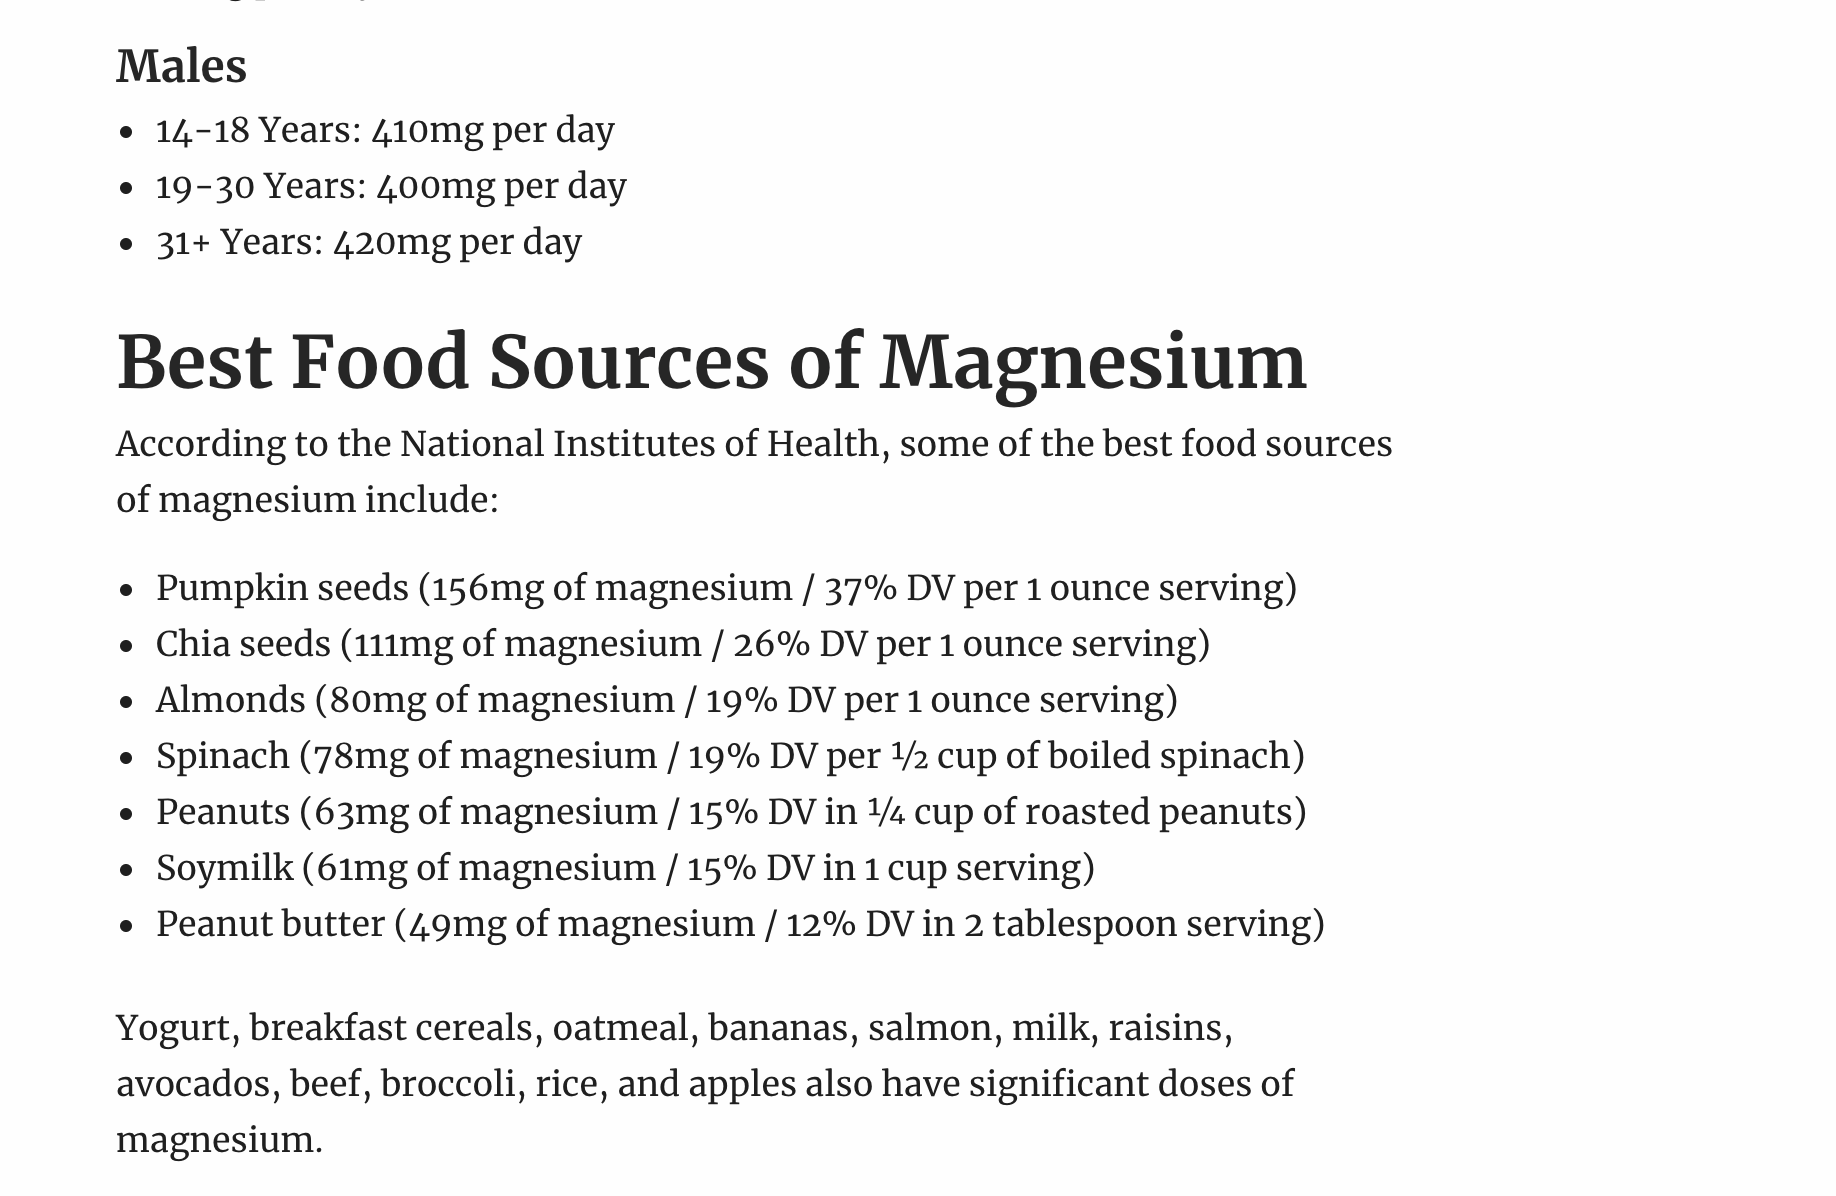 Males
• 14-18 Years: 410mg per day
• 19-30 Years: 400mg per day
• 31+ Years: 420mg per day
Best Food Sources of Magnesium
According to the National Institutes of Health, some of the best food sources
of magnesium include:
• Pumpkin seeds (156mg of magnesium / 37% DV per 1 ounce serving)
• Chia seeds (111mg of magnesium / 26% DV per 1 ounce serving)
• Almonds (80mg of magnesium / 19% DV per 1 ounce serving)
• Spinach (78mg of magnesium / 19% DV per ½ cup of boiled spinach)
• Peanuts (63mg of magnesium / 15% DV in ¼ cup of roasted peanuts)
• Soymilk (61mg of magnesium / 15% DV in 1 cup serving)
• Peanut butter (49mg of magnesium / 12% DV in 2 tablespoon serving)
Yogurt, breakfast cereals, oatmeal, bananas, salmon, milk, raisins,
avocados, beef, broccoli, rice, and apples also have significant doses of
magnesium.